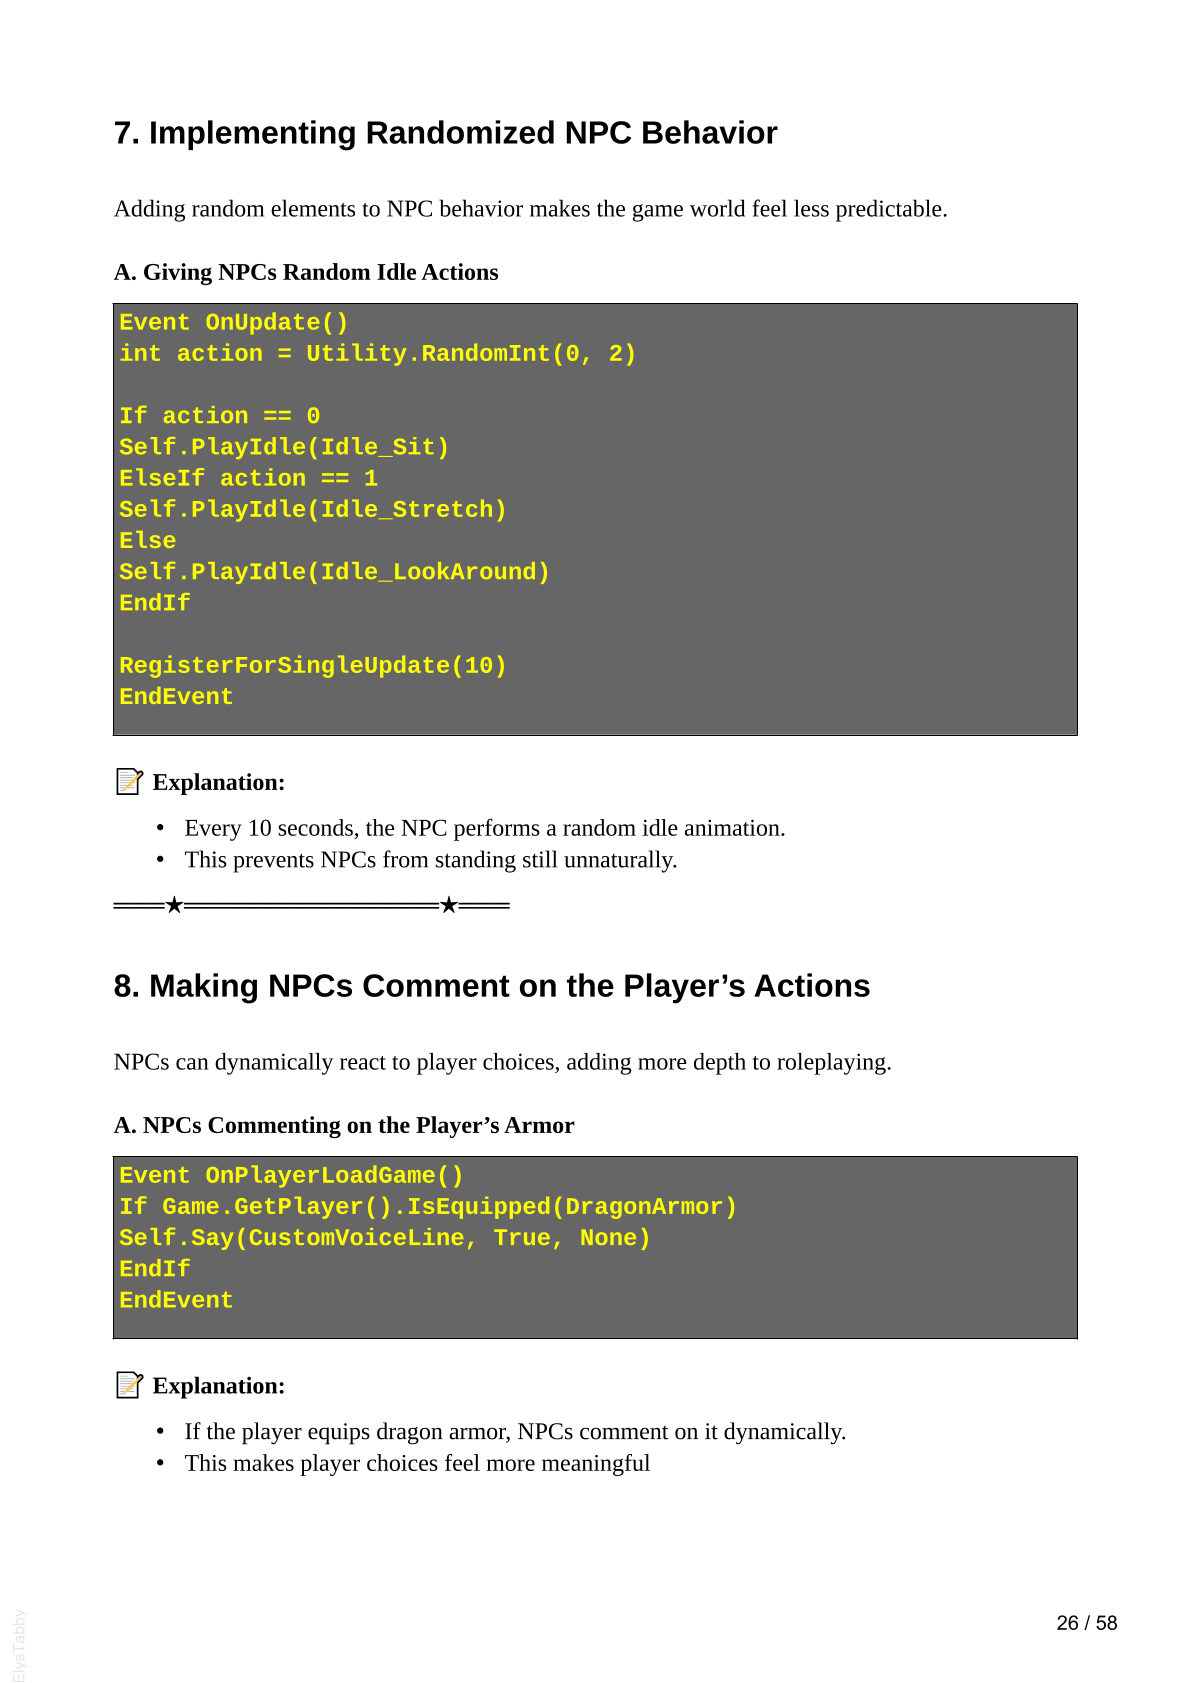 7. Implementing Randomized NPC Behavior
Adding random elements to NPC behavior makes the game world feel less predictable.
A. Giving NPCs Random Idle Actions
Event OnUpdate()
int action = Utility.RandomInt(0, 2)
If action == 0
Self.PlayIdle(Idle_Sit)
ElseIf action == 1
Self.PlayIdle(Idle_Stretch)
Else
Self.PlayIdle(Idle_LookAround)
EndIf
RegisterForSingleUpdate(10)
EndEvent
📝 Explanation:
• Every 10 seconds, the NPC performs a random idle animation.
• This prevents NPCs from standing still unnaturally.
═══★═══════════════★═══
8. Making NPCs Comment on the Player’s Actions
NPCs can dynamically react to player choices, adding more depth to roleplaying.
A. NPCs Commenting on the Player’s Armor
Event OnPlayerLoadGame()
If Game.GetPlayer().IsEquipped(DragonArmor)
Self.Say(CustomVoiceLine, True, None)
EndIf
EndEvent
📝 Explanation:
• If the player equips dragon armor, NPCs comment on it dynamically.
• This makes player choices feel more meaningful
26 / 58
ElysTabby